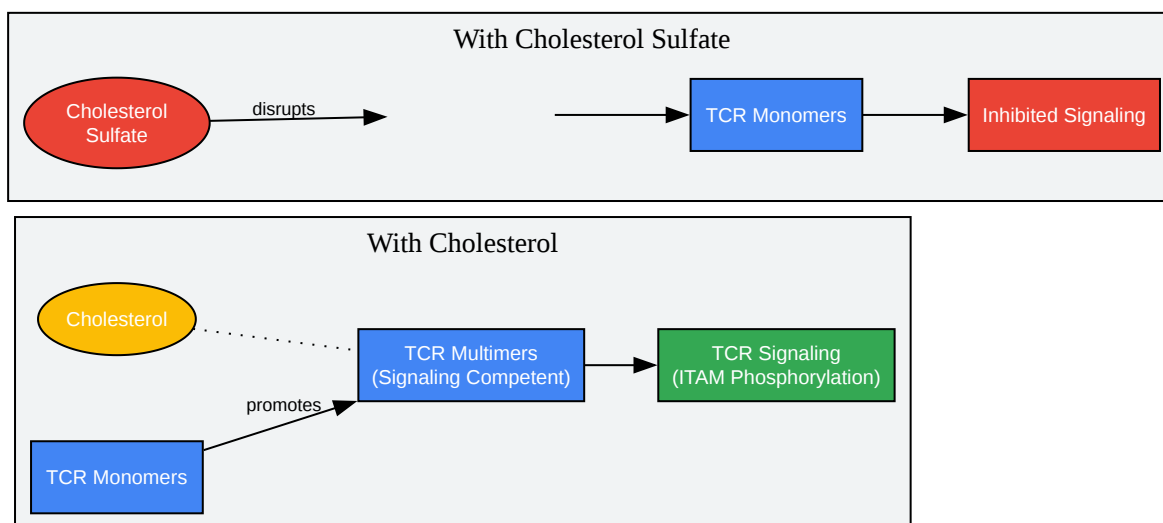 With Cholesterol Sulfate
Cholesterol
Sulfate
disrupts
TCR Monomers
Inhibited Signaling
With Cholesterol
Cholesterol
TCR Multimers
(Signaling Competent)
TCR Signaling
(ITAM Phosphorylation)
promotes
TCR Monomers